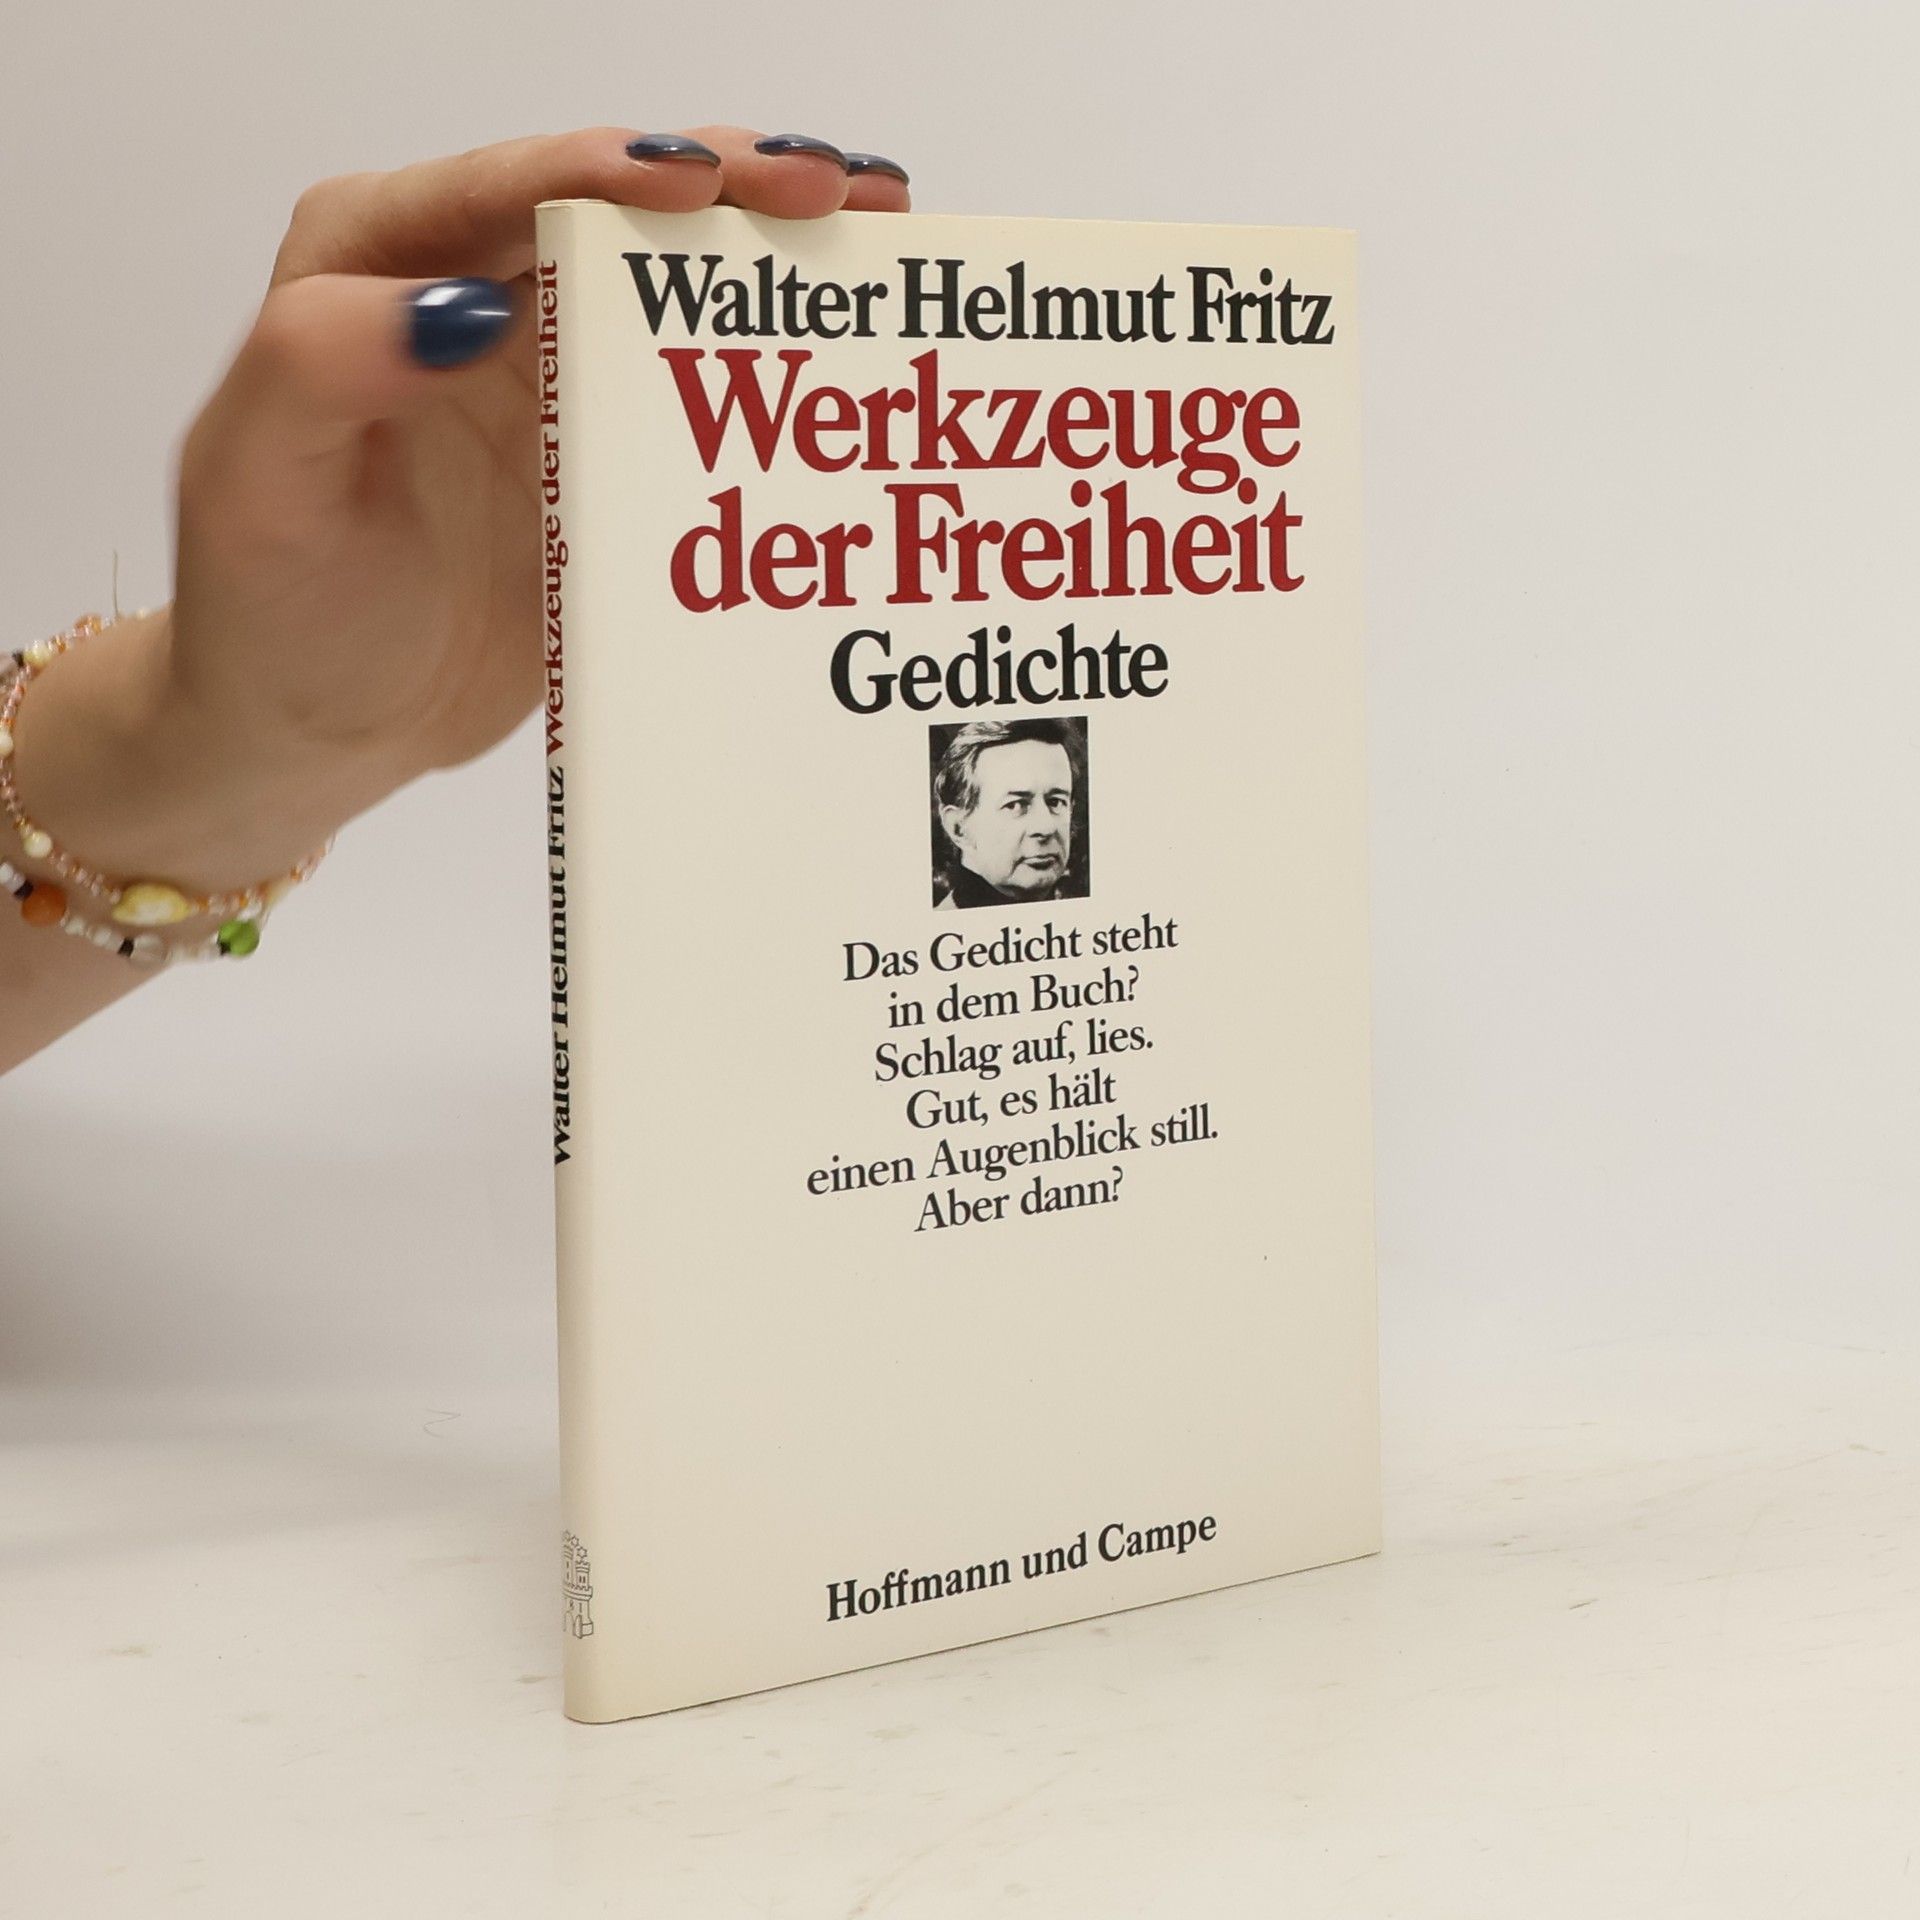 Walter Helmut Fritz
Werkzeuge
der Freiheit
Gedichte
Das Gedicht steht
in dem Buch?
Schlag auf, lies.
Gut, es hält
einen Augenblick still.
Aber dann?
Hoffmann und Campe
Walter Helmut Fritz Werkzeuge der Freiheit